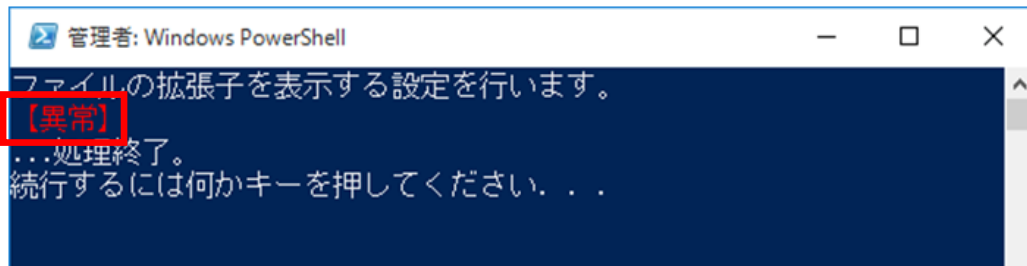 管理者: Windows PowerShell
ファイルの拡張子を表示する設定を行います。
【異常】
...処理終了。
続行するには何かキーを押してください. . .